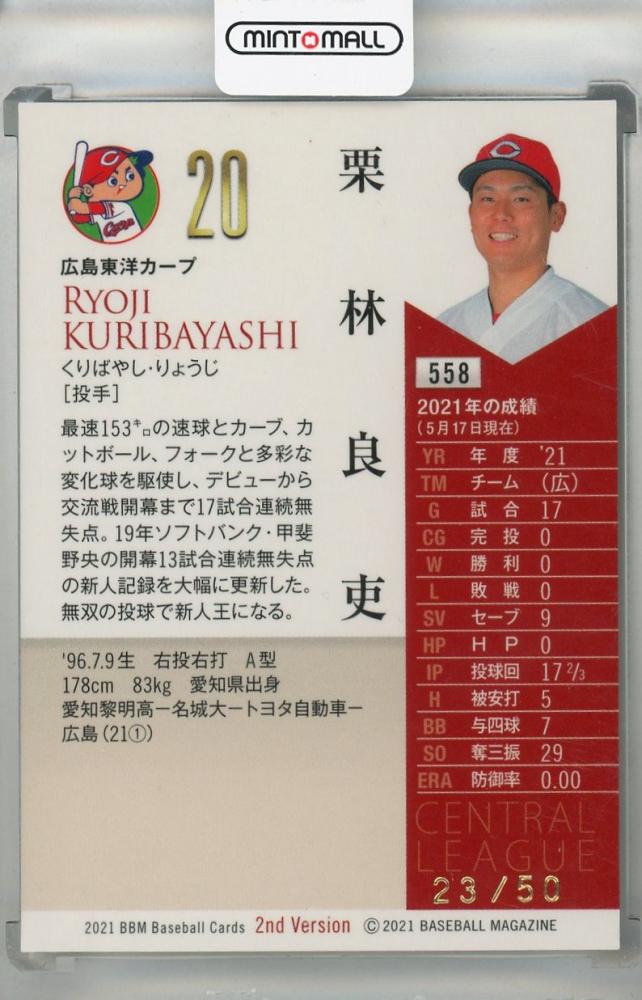 MINT MALL
20
広島東洋カープ
RYOJI
KURIBAYASHI
くりばやし・りょうじ
[投手]
最速153㌔の速球とカーブ、カ
ットボール、フォークと多彩な
変化球を駆使し、デビューから
交流戦開幕まで17試合連続無
失点。19年ソフトバンク・甲斐
野央の開幕13試合連続無失点
の新人記録を大幅に更新した。
無双の投球で新人王になる。
栗林良吏
'96.7.9生 右投右打 A型
178cm 83kg 愛知県出身
愛知黎明高ー名城大ートヨタ自動車ー
広島(21①)
558
2021年の成績
(5月17日現在)
YR 年度 '21
TM チーム (広)
G 試合 17
CG 完投 0
W 勝利 0
L 敗戦 0
SV セーブ 9
HP HP 0
IP 投球回 17 2/3
H 被安打 5
BB 与四球 7
SO 奪三振 29
ERA 防御率 0.00
CENTRAL
LEAGUE
23/50
2021 BBM Baseball Cards 2nd Version ©2021 BASEBALL MAGAZINE